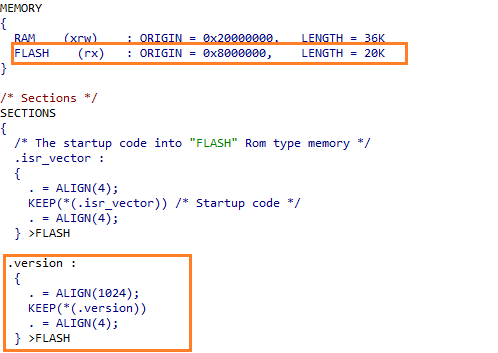 MEMORY
{
RAM (xrw) : ORIGIN = 0x20000000, LENGTH = 36K
FLASH (rx) : ORIGIN = 0x8000000, LENGTH = 20K
}
/* Sections */
SECTIONS
{
/* The startup code into "FLASH" Rom type memory */
.isr_vector :
{
. = ALIGN(4);
KEEP(*(.isr_vector)) /* Startup code */
. = ALIGN(4);
} >FLASH
.version :
{
. = ALIGN(1024);
KEEP(*(.version))
. = ALIGN(4);
} >FLASH